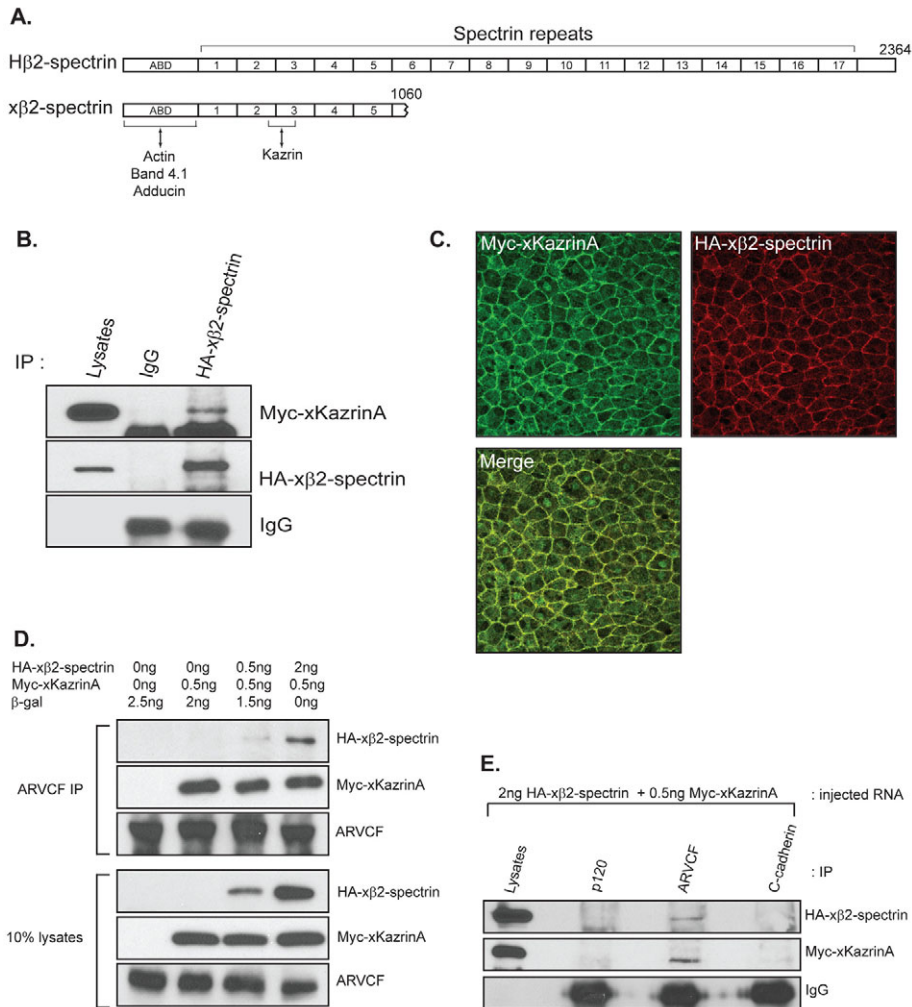 A.
Spectrin repeats
2364
Hβ2-spectrin ABD 1 2 3 4 5 6 7 8 9 10 11 12 13 14 15 16 17
1060
xβ2-spectrin ABD 1 2 3 4 5
Actin
Band 4.1
Adducin
Kazrin
B.
IP : Lysates IgG HA-xβ2-spectrin
Myc-xKazrinA
HA-xβ2-spectrin
IgG
C.
Myc-xKazrinA
HA-xβ2-spectrin
Merge
D.
HA-xβ2-spectrin 0ng 0ng 0.5ng 2ng
Myc-xKazrinA 0ng 0.5ng 0.5ng 0.5ng
β-gal 2.5ng 2ng 1.5ng 0ng
ARVCF IP
HA-xβ2-spectrin
Myc-xKazrinA
ARVCF
10% lysates
HA-xβ2-spectrin
Myc-xKazrinA
ARVCF
E.
2ng HA-xβ2-spectrin + 0.5ng Myc-xKazrinA : injected RNA
Lysates p120 ARVCF C-cadherin : IP
HA-xβ2-spectrin
Myc-xKazrinA
IgG